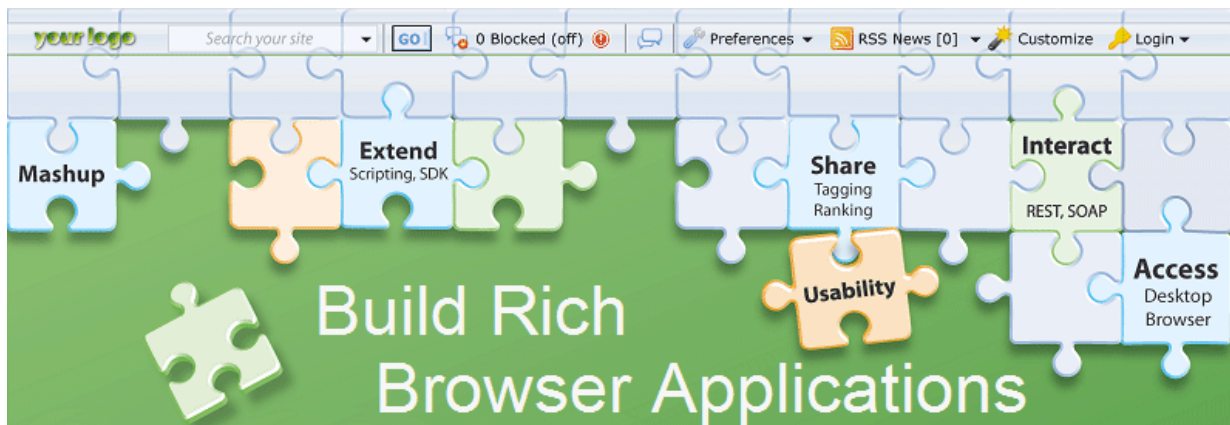 your logo Search your site GO 0 Blocked (off) Preferences RSS News [0] Customize Login
Mashup
Extend
Scripting, SDK
Share
Tagging
Ranking
Interact
REST, SOAP
Usability
Access
Desktop
Browser
Build Rich
Browser Applications